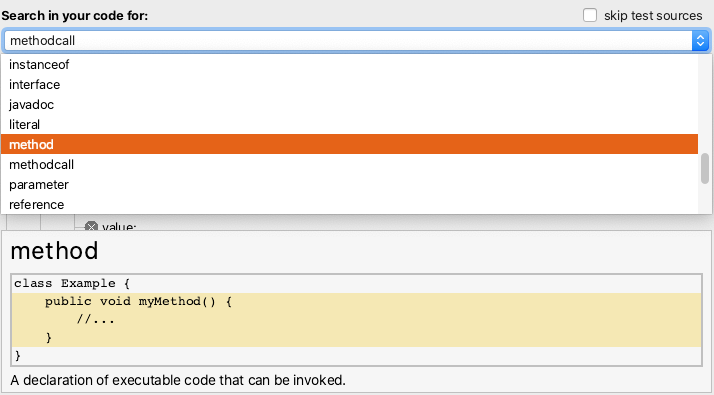 Search in your code for:
skip test sources
methodcall
instanceof
interface
javadoc
literal
method
methodcall
parameter
reference
value:
method
class Example {
    public void myMethod() {
        //...
    }
}
A declaration of executable code that can be invoked.